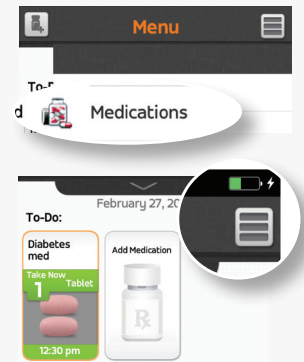 Menu
To-D
d
Medications
February 27, 20
To-Do:
Diabetes
med
Add Medication
Take Now
1 Tablet
Rx
12:30 pm